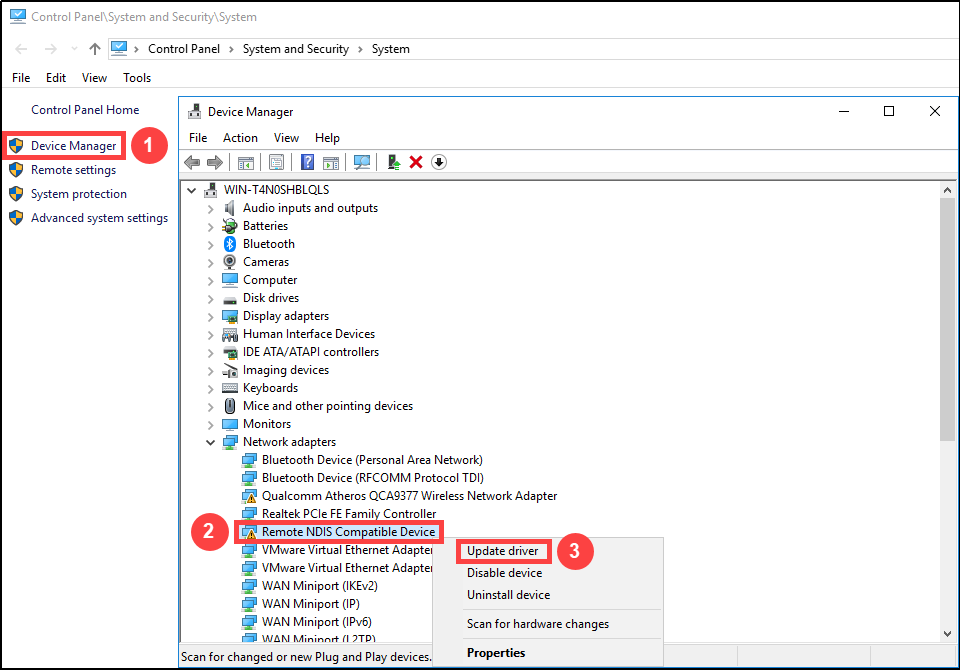 Control Panel\System and Security\System
Control Panel > System and Security > System
File Edit View Tools
Control Panel Home
Device Manager 1
Remote settings
System protection
Advanced system settings
Device Manager
File Action View Help
WIN-T4N0SHBLQLS
Audio inputs and outputs
Batteries
Bluetooth
Cameras
Computer
Disk drives
Display adapters
Human Interface Devices
IDE ATA/ATAPI controllers
Imaging devices
Keyboards
Mice and other pointing devices
Monitors
Network adapters
Bluetooth Device (Personal Area Network)
Bluetooth Device (RFCOMM Protocol TDI)
Qualcomm Atheros QCA9377 Wireless Network Adapter
Realtek PCIe FE Family Controller
2 Remote NDIS Compatible Device
VMware Virtual Ethernet Adapter
VMware Virtual Ethernet Adapter
WAN Miniport (IKEv2)
WAN Miniport (IP)
WAN Miniport (IPv6)
WAN Miniport (L2TP)
Update driver 3
Disable device
Uninstall device
Scan for hardware changes
Properties
Scan for changed or new Plug and Play devices.